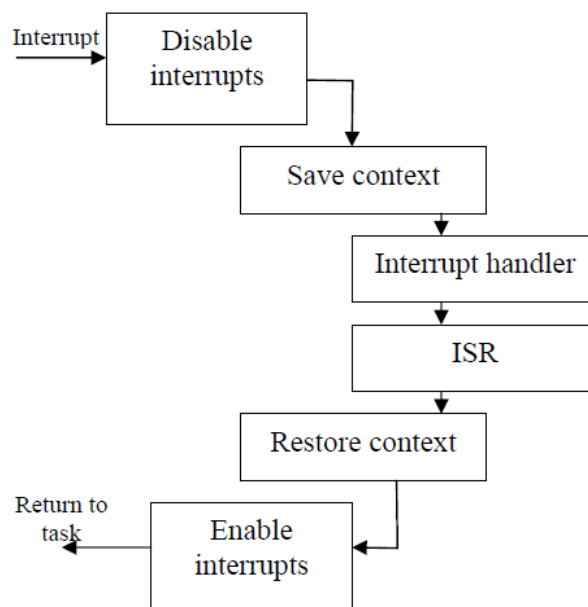 Interrupt
Disable
interrupts
Save context
Interrupt handler
ISR
Restore context
Return to
task
Enable
interrupts